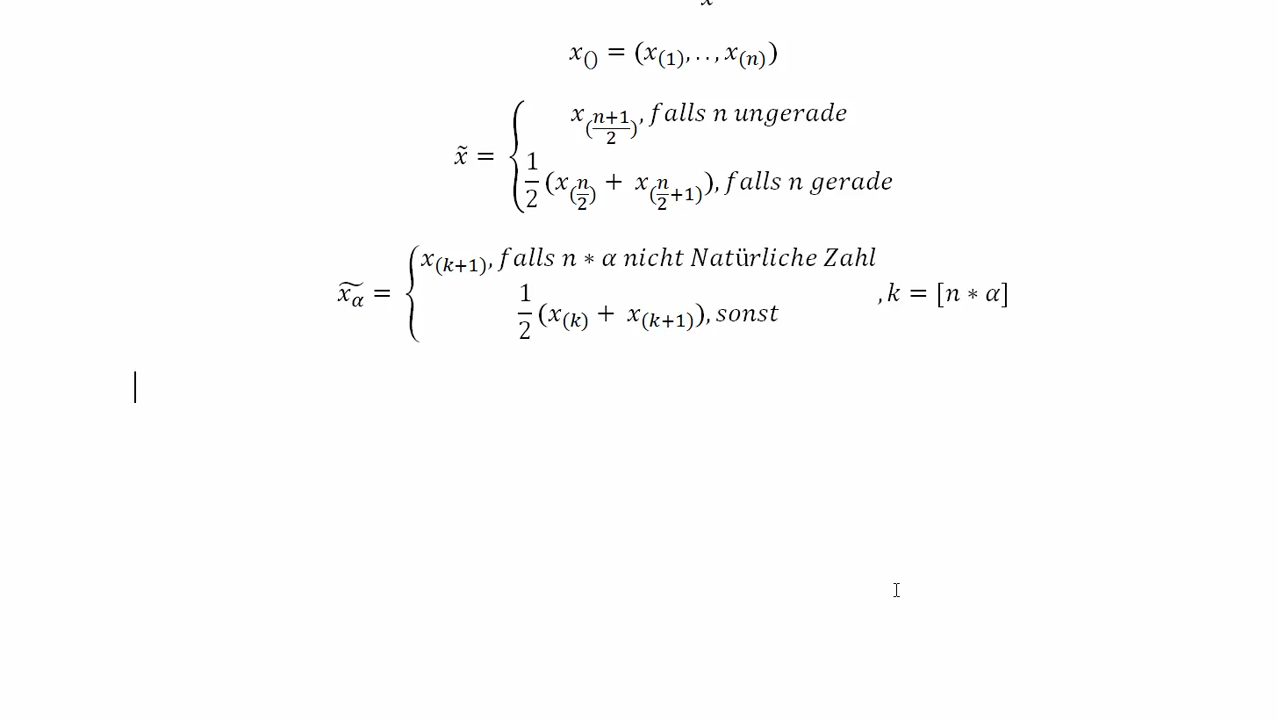 x
x_() = (x_(1), . . , x_(n))
x̃ = { x_((n+1)/2), falls n ungerade
1/2 (x_(n/2) + x_(n/2+1)), falls n gerade
x̃_α = { x_(k+1), falls n ∗ α nicht Natürliche Zahl
1/2 (x_(k) + x_(k+1)), sonst , k = [n ∗ α]